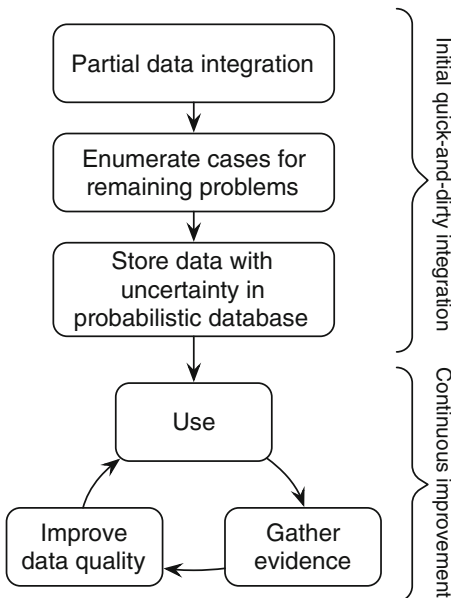 Partial data integration
Enumerate cases for
remaining problems
Store data with
uncertainty in
probabilistic database
Initial quick-and-dirty integration
Use
Gather
evidence
Improve
data quality
Continuous improvement